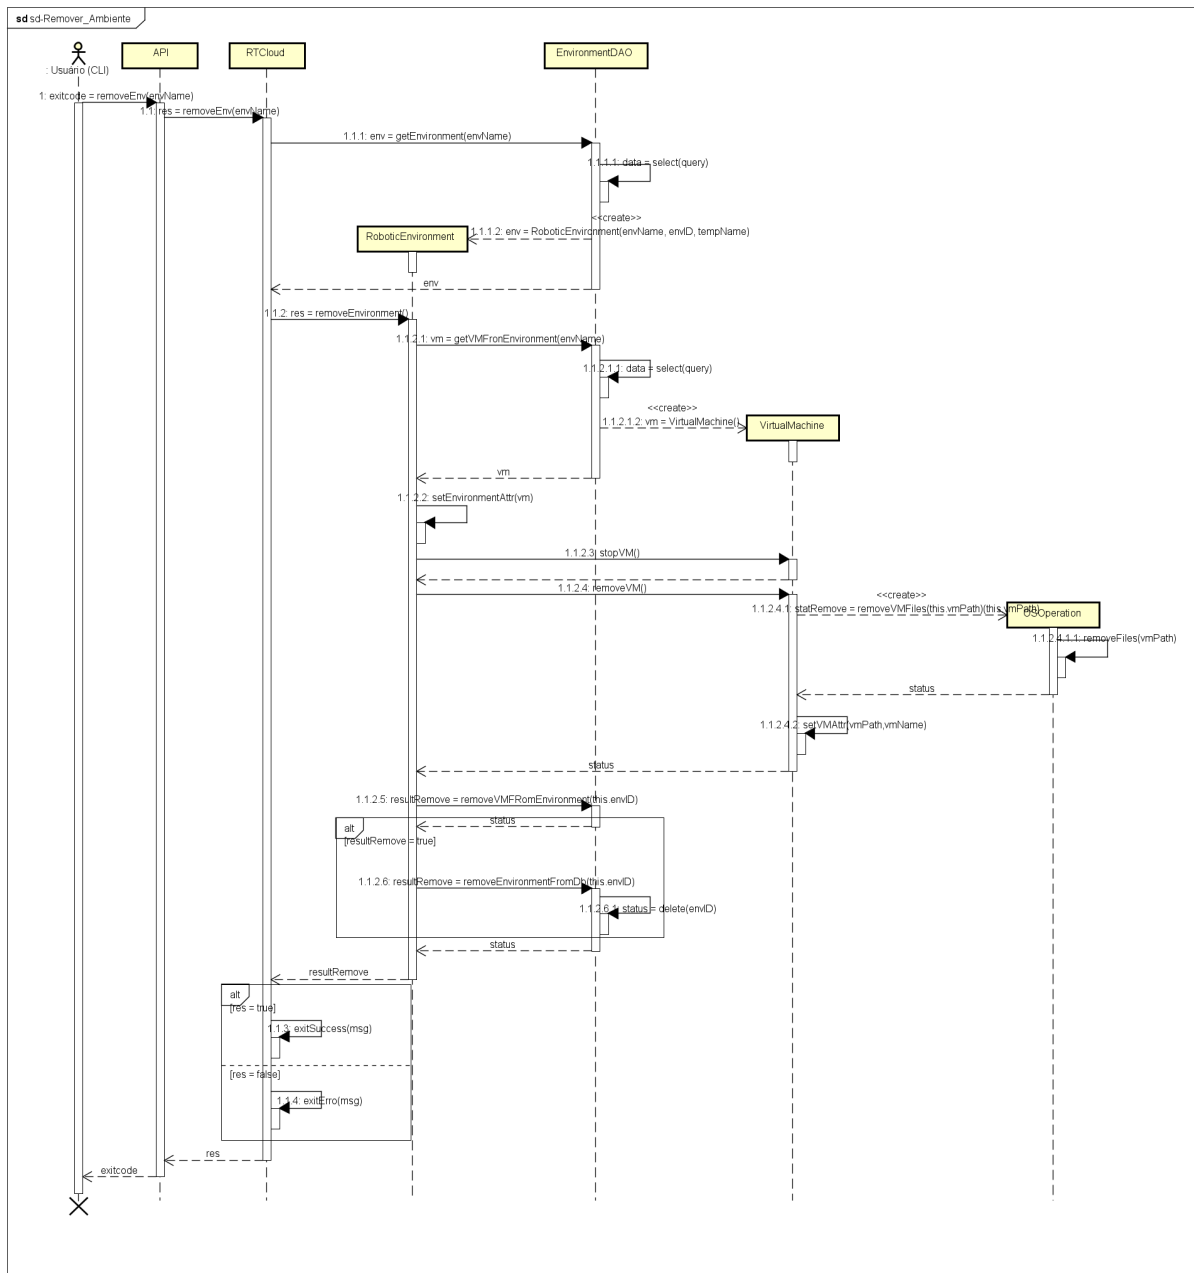 sd sd-Remover_Ambiente
: Usuário (CLI)
API
RTCloud
EnvironmentDAO
1: exitcode = removeEnv(envName)
1.1: res = removeEnv(envName)
1.1.1: env = getEnvironment(envName)
1.1.1.1: data = select(query)
<<create>>
1.1.1.2: env = RoboticEnvironment(envName, envID, tempName)
RoboticEnvironment
env
1.1.2: res = removeEnvironment()
1.1.2.1: vm = getVMFronEnvironment(envName)
1.1.2.1.1: data = select(query)
<<create>>
1.1.2.1.2: vm = VirtualMachine()
VirtualMachine
vm
1.1.2.2: setEnvironmentAttr(vm)
1.1.2.3: stopVM()
1.1.2.4: removeVM()
<<create>>
1.1.2.4.1: statRemove = removeVMFiles(this.vmPath)(this.vmPath)
OSOperation
1.1.2.4.1.1: removeFiles(vmPath)
status
1.1.2.4.2: setVMAttr(vmPath,vmName)
status
1.1.2.5: resultRemove = removeVMFRomEnvironment(this.envID)
status
alt
[resultRemove = true]
1.1.2.6: resultRemove = removeEnvironmentFromDb(this.envID)
1.1.2.6.1: status = delete(envID)
status
resultRemove
alt
[res = true]
1.1.3: exitSuccess(msg)
[res = false]
1.1.4: exitErro(msg)
res
exitcode